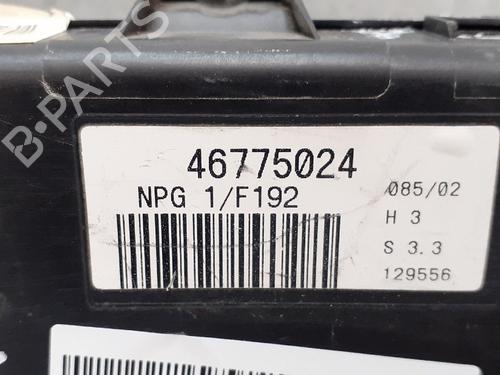 B-PARTS
46775024
NPG 1/F192
085/02
H 3
S 3.3
129556